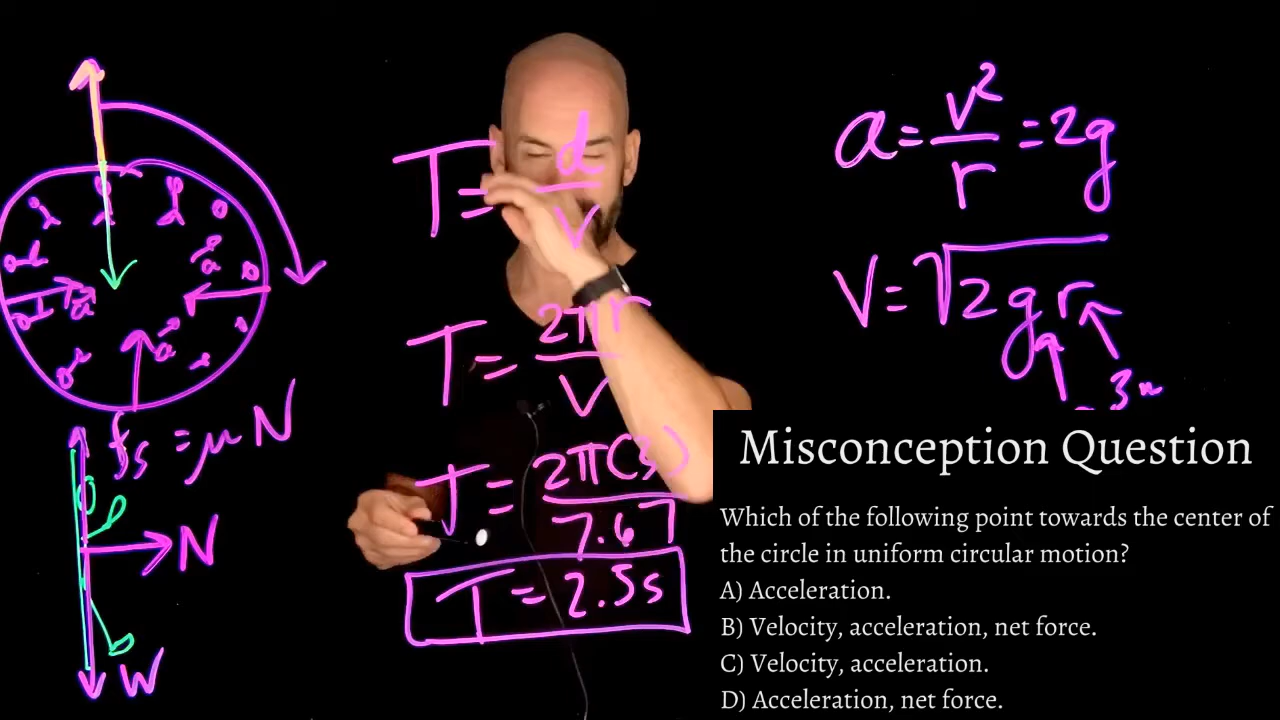 a = v² / r = 2g
T = d / v
v = √2gr
3m
T = 2πr / v
fs = μN
T = 2π(3) / 7.67
N
T = 2.5s
W
a
a
a
Misconception Question
Which of the following point towards the center of
the circle in uniform circular motion?
A) Acceleration.
B) Velocity, acceleration, net force.
C) Velocity, acceleration.
D) Acceleration, net force.